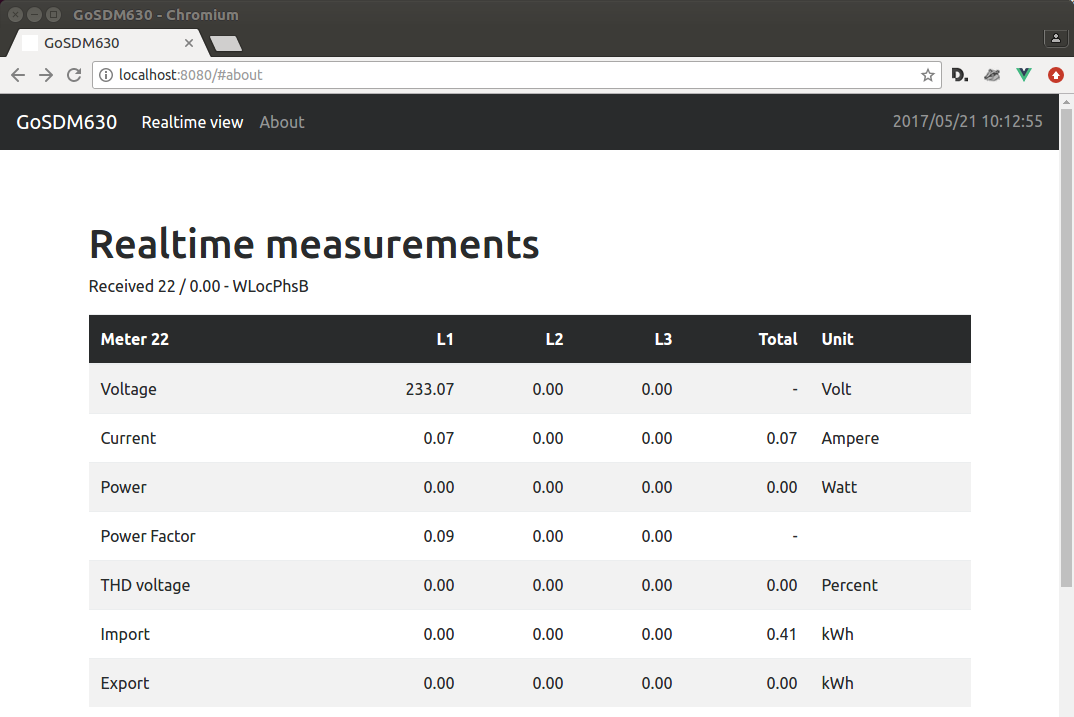 GoSDM630 - Chromium
GoSDM630
localhost:8080/#about
D.
GoSDM630 Realtime view About 2017/05/21 10:12:55
Realtime measurements
Received 22 / 0.00 - WLocPhsB
Meter 22 L1 L2 L3 Total Unit
Voltage 233.07 0.00 0.00 - Volt
Current 0.07 0.00 0.00 0.07 Ampere
Power 0.00 0.00 0.00 0.00 Watt
Power Factor 0.09 0.00 0.00 -
THD voltage 0.00 0.00 0.00 0.00 Percent
Import 0.00 0.00 0.00 0.41 kWh
Export 0.00 0.00 0.00 0.00 kWh